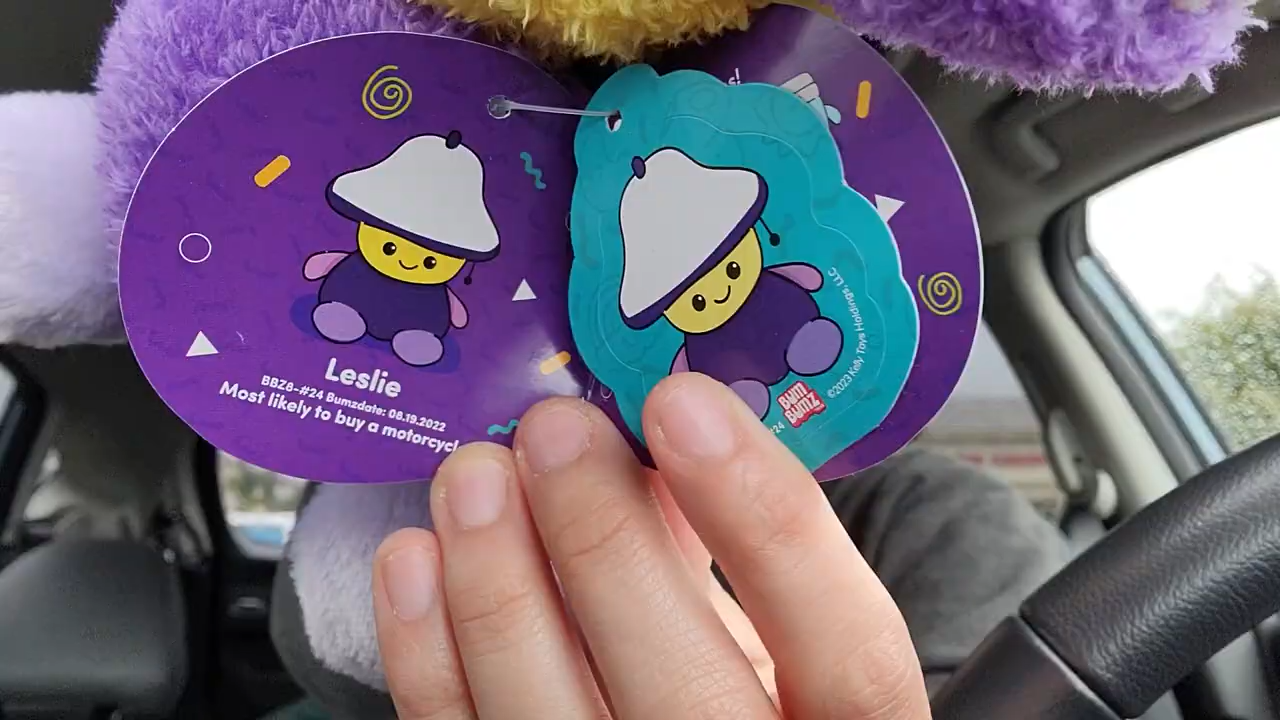 Leslie
BBZ8-#24 Bumzdate: 08.19.2022
Most likely to buy a motorcycl
s!
©2023 Kelly Toys Holdings, LLC
BUM
BUMZ
#24